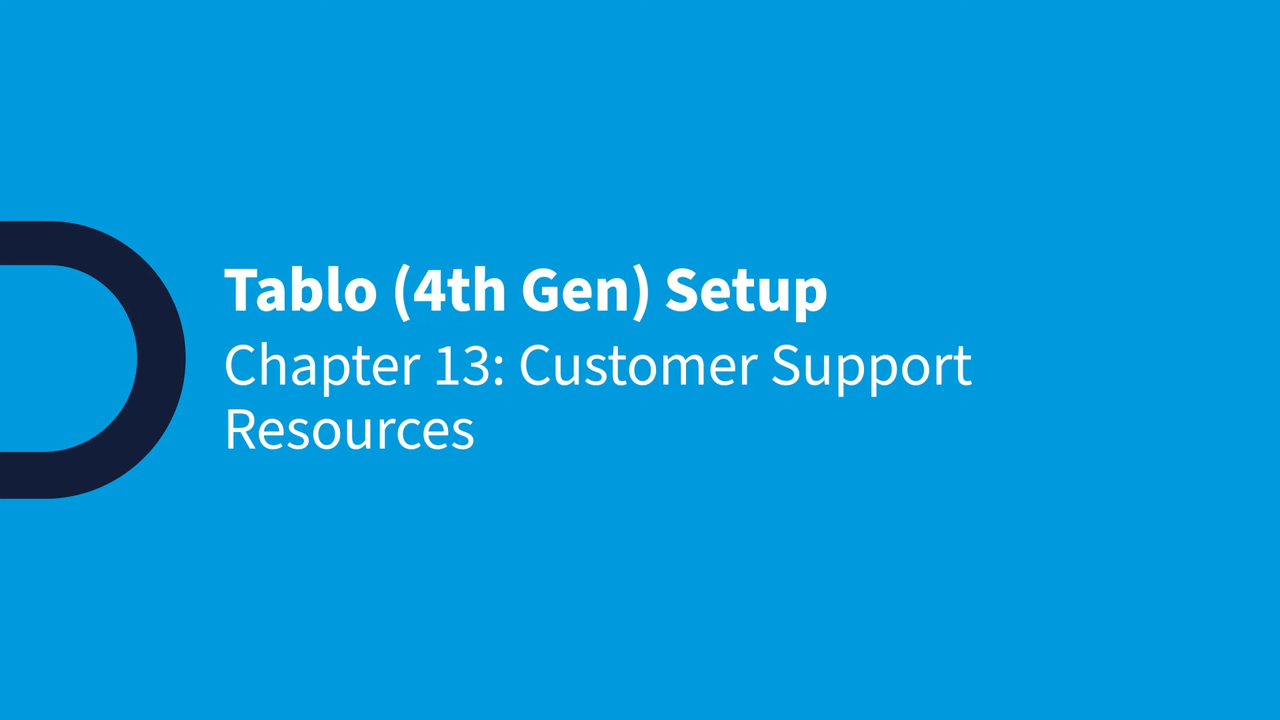 Tablo (4th Gen) Setup
Chapter 13: Customer Support
Resources